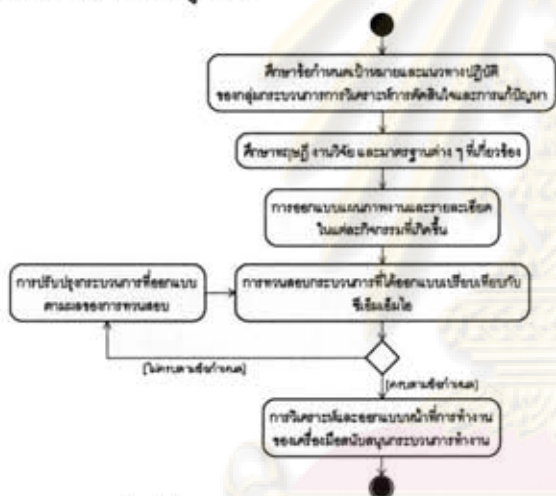 ศึกษาข้อกำหนดเป้าหมายและแนวทางปฏิบัติ
ของกลุ่มกระบวนการการวิเคราะห์การตัดสินใจและการแก้ปัญหา
ศึกษาทฤษฎี งานวิจัย และมาตรฐานต่าง ๆ ที่เกี่ยวข้อง
การออกแบบแผนภาพงานและรายละเอียด
ในแต่ละกิจกรรมที่เกิดขึ้น
การปรับปรุงกระบวนการที่ออกแบบ
ตามผลของการทวนสอบ
การทวนสอบกระบวนการที่ได้ออกแบบเปรียบเทียบกับ
ซีเอ็มเอ็มไอ
[ไม่ครบตามข้อกำหนด]
[ครบตามข้อกำหนด]
การวิเคราะห์และออกแบบหน้าที่การทำงาน
ของเครื่องมือสนับสนุนกระบวนการทำงาน